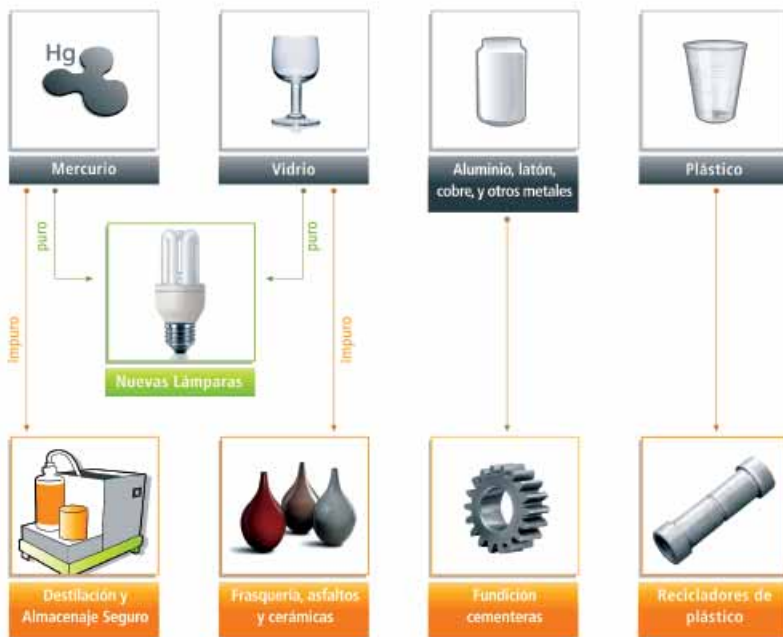 Hg
Mercurio
Vidrio
Aluminio, latón,
cobre, y otros metales
Plástico
puro
puro
impuro
impuro
Nuevas Lámparas
Destilación y
Almacenaje Seguro
Frasquería, asfaltos
y cerámicas
Fundición
cementeras
Recicladores de
plástico